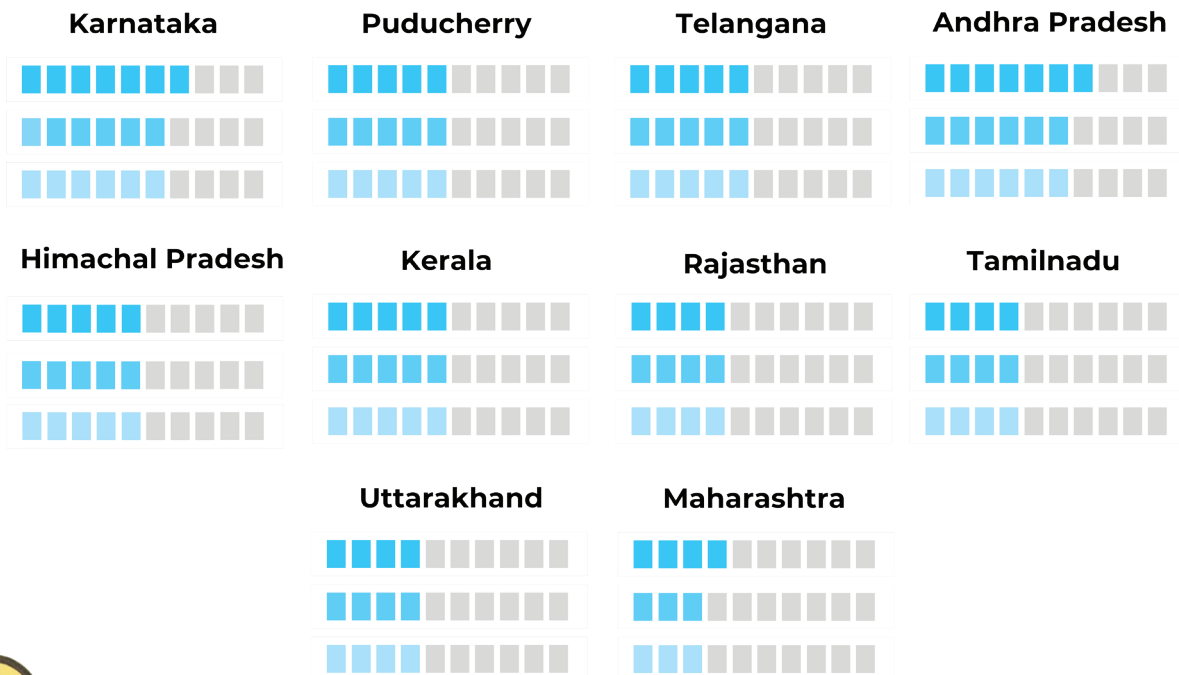 Karnataka
Puducherry
Telangana
Andhra Pradesh
Himachal Pradesh
Kerala
Rajasthan
Tamilnadu
Uttarakhand
Maharashtra